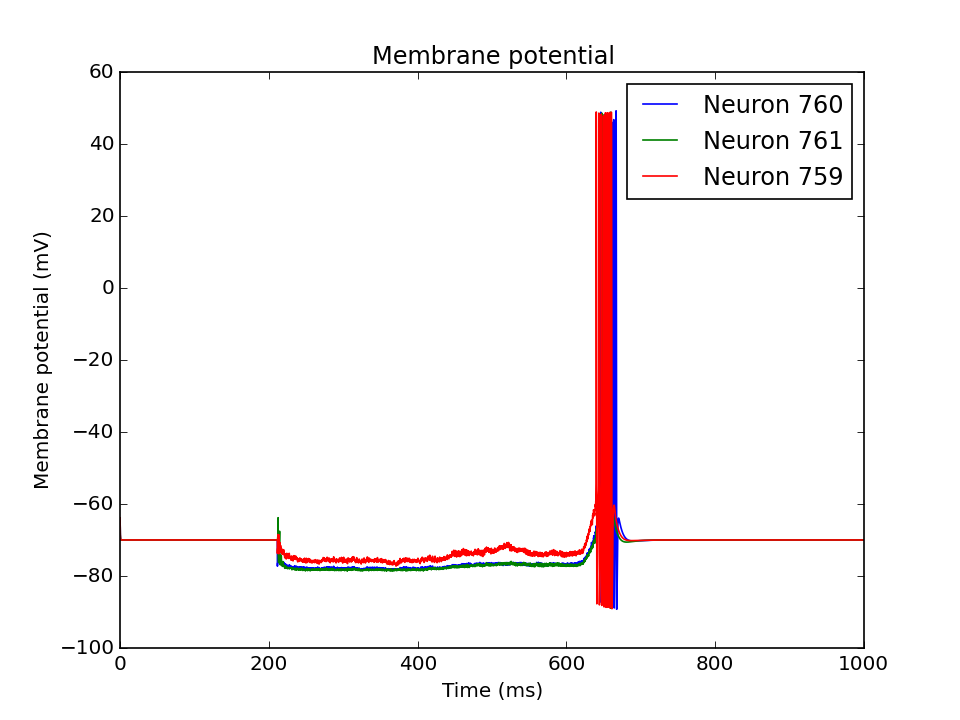 Membrane potential
60
40
20
0
−20
−40
−60
−80
−100
Membrane potential (mV)
Neuron 760
Neuron 761
Neuron 759
0 200 400 600 800 1000
Time (ms)